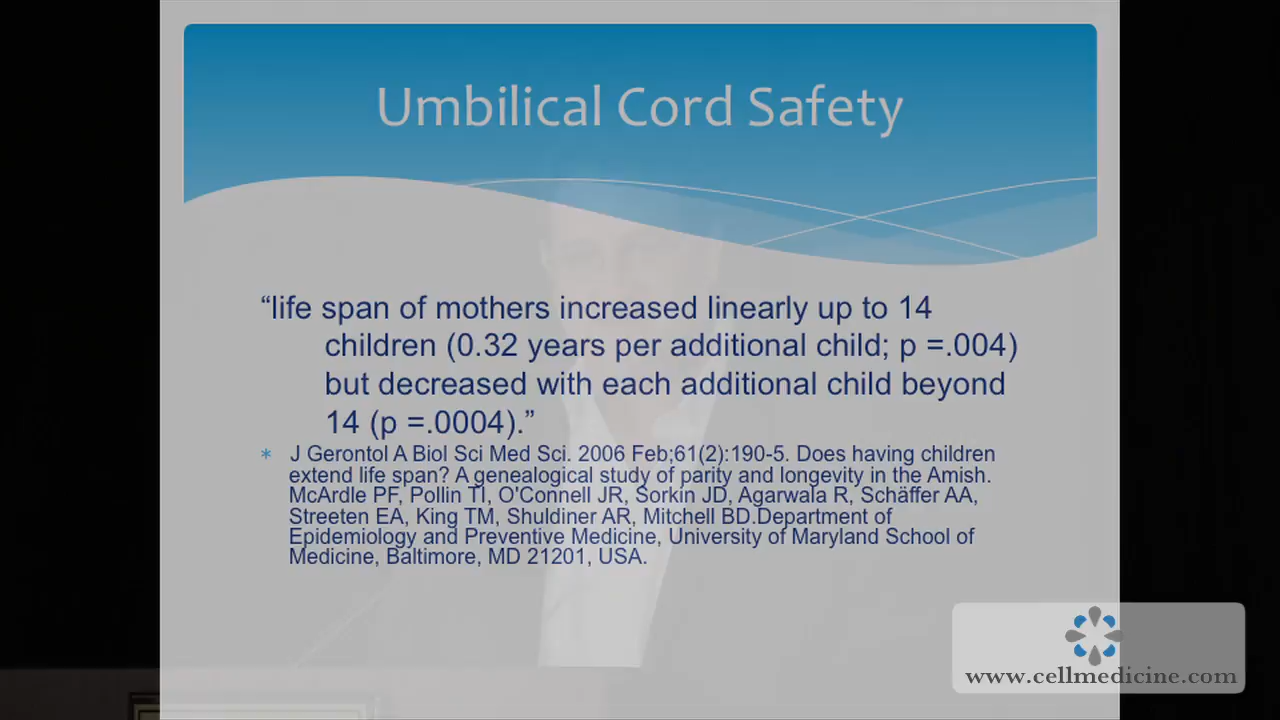 Umbilical Cord Safety
“life span of mothers increased linearly up to 14
children (0.32 years per additional child; p =.004)
but decreased with each additional child beyond
14 (p =.0004).”
* J Gerontol A Biol Sci Med Sci. 2006 Feb;61(2):190-5. Does having children
extend life span? A genealogical study of parity and longevity in the Amish.
McArdle PF, Pollin TI, O'Connell JR, Sorkin JD, Agarwala R, Schäffer AA,
Streeten EA, King TM, Shuldiner AR, Mitchell BD.Department of
Epidemiology and Preventive Medicine, University of Maryland School of
Medicine, Baltimore, MD 21201, USA.
www.cellmedicine.com